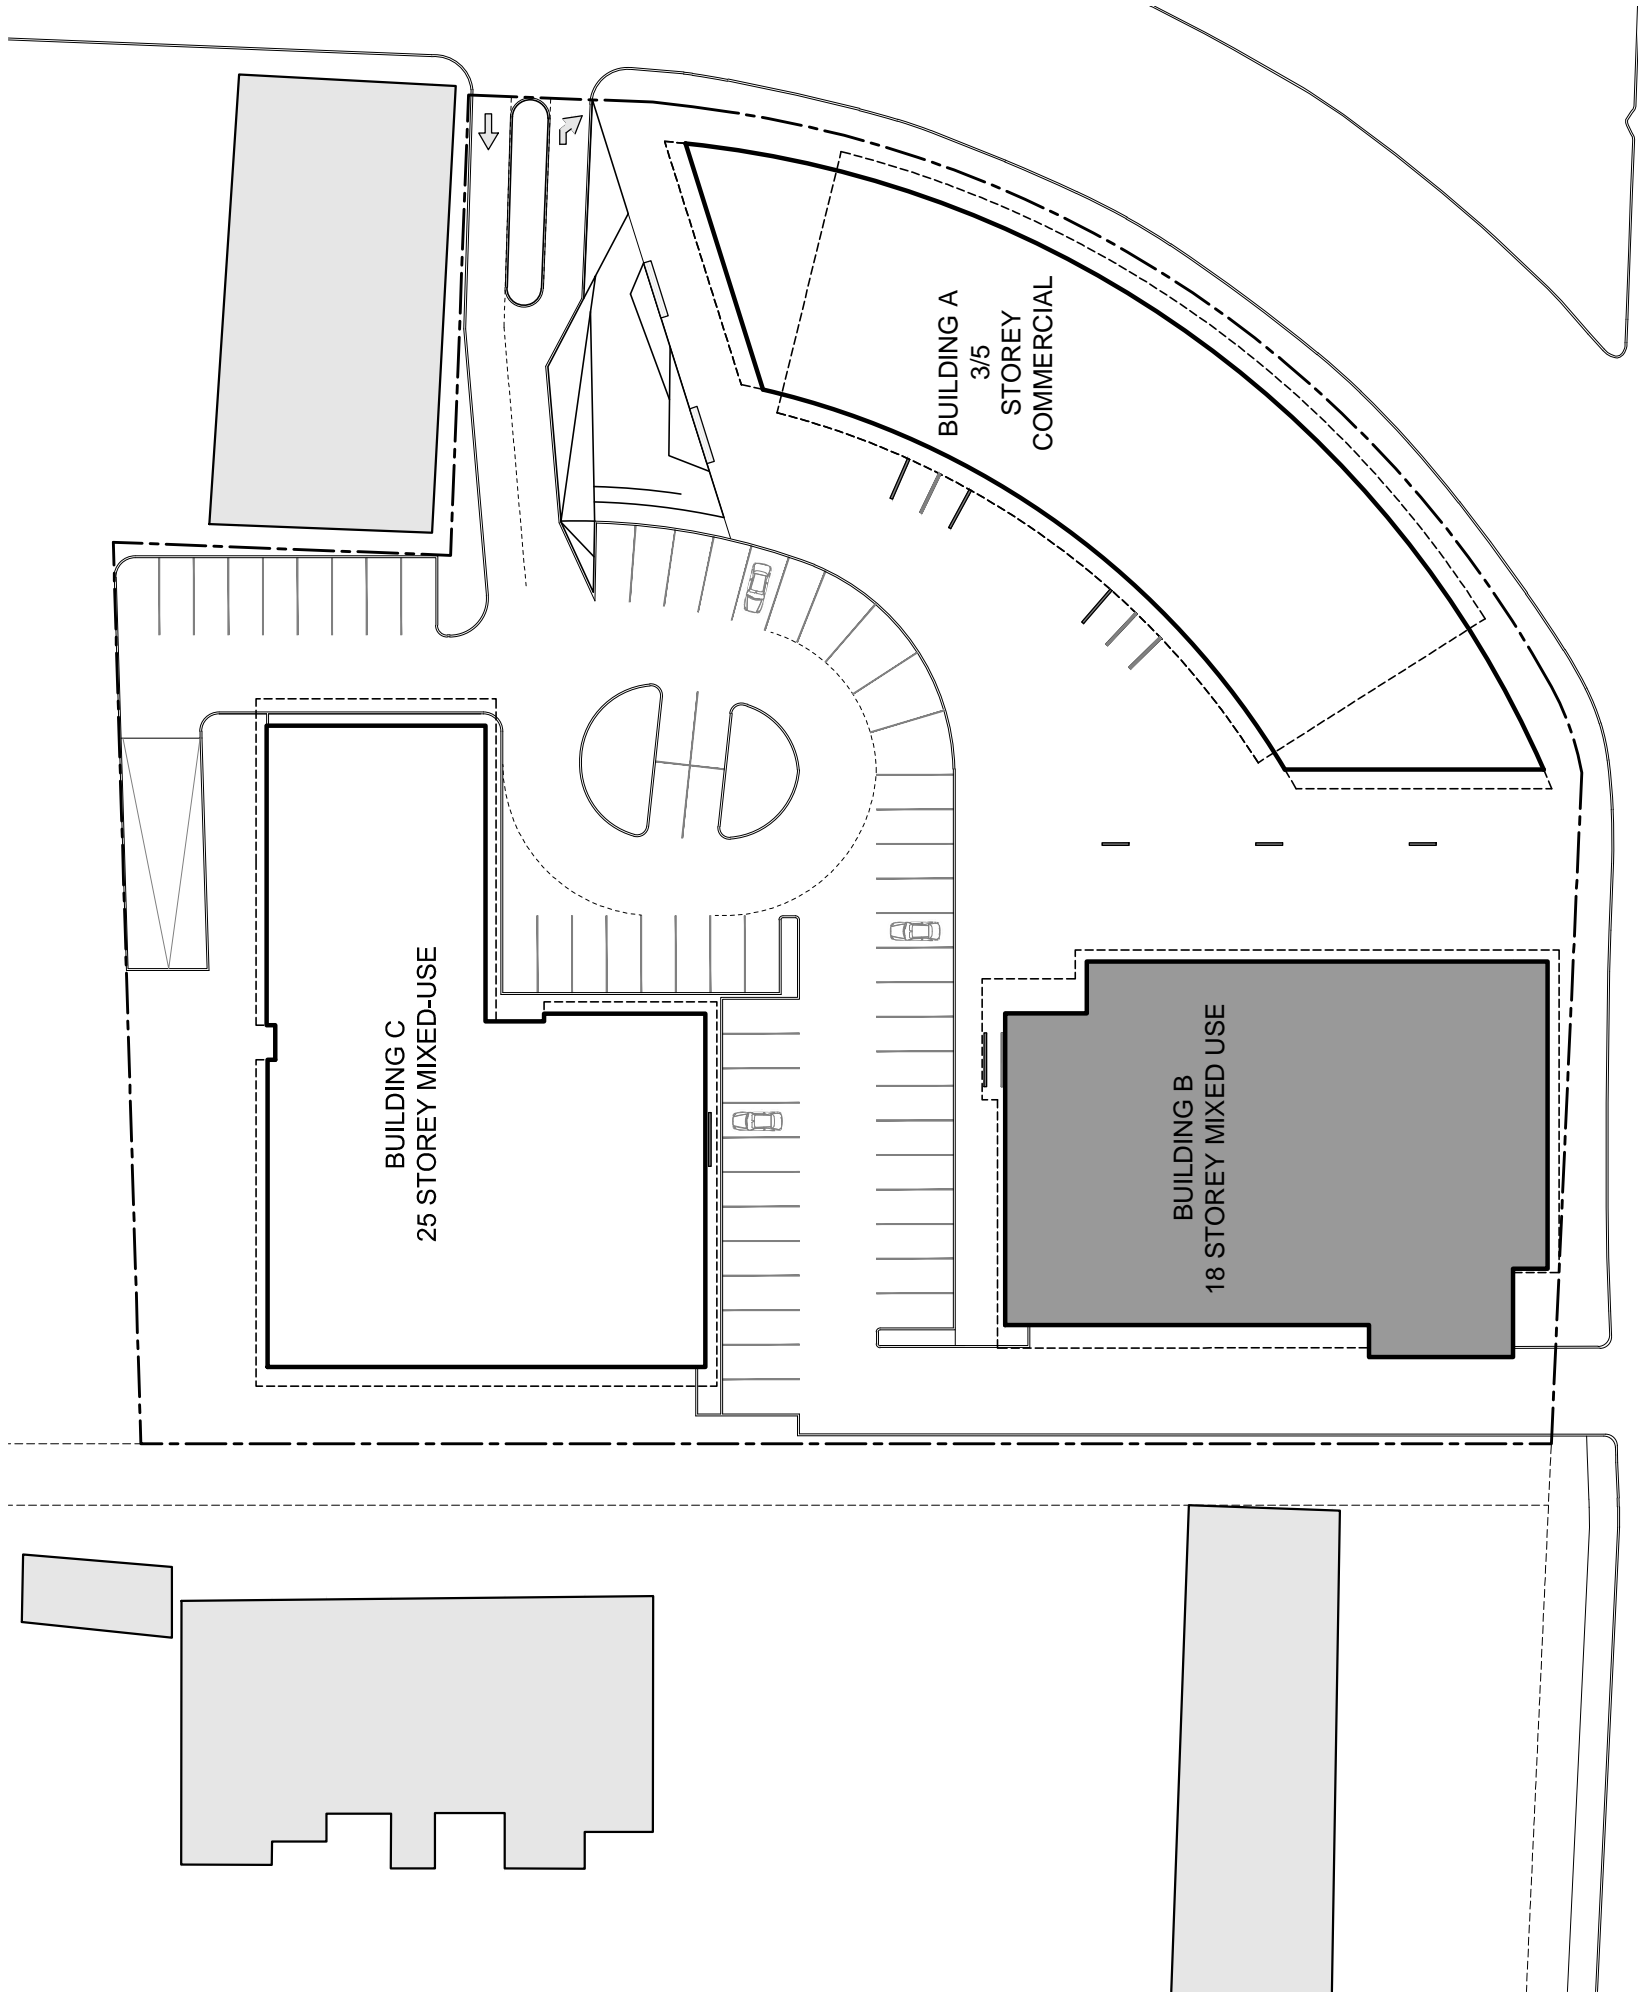 BUILDING A
3/5
STOREY
COMMERCIAL
BUILDING C
25 STOREY MIXED-USE
BUILDING B
18 STOREY MIXED USE